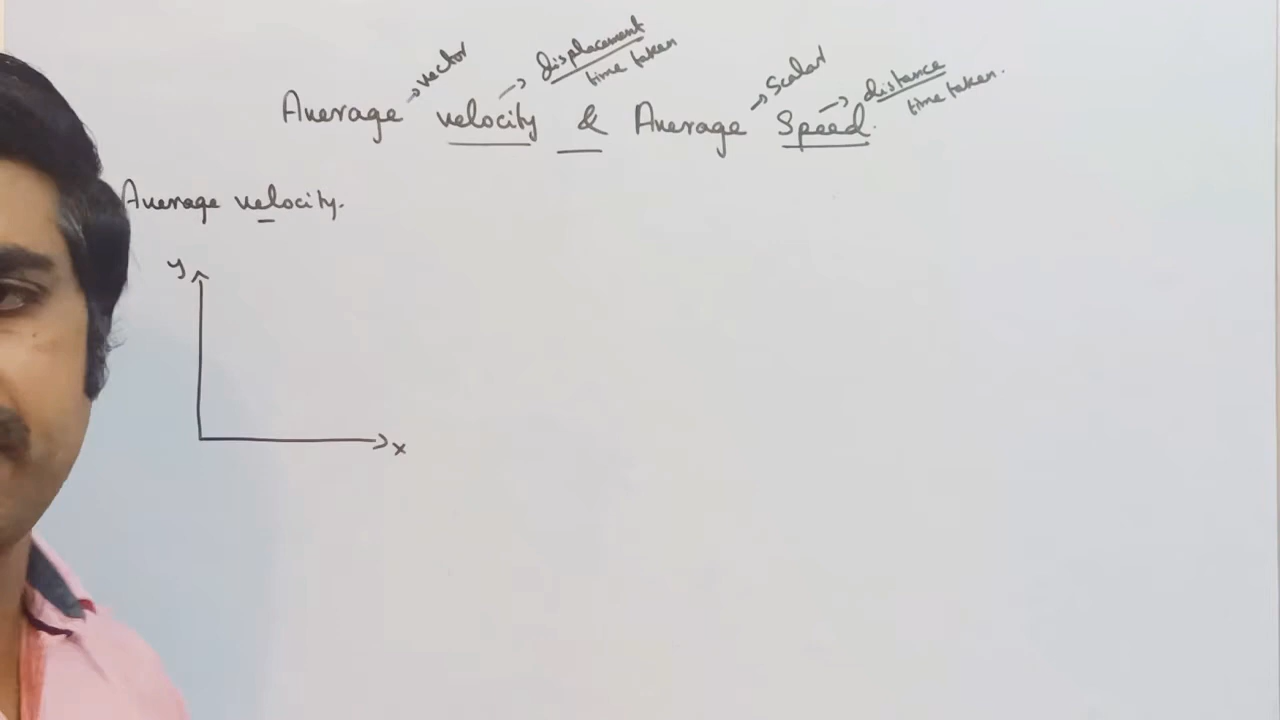 Average →vector velocity → displacement / time taken & Average → Scalar Speed. → distance / time taken.
Average velocity.
y
x